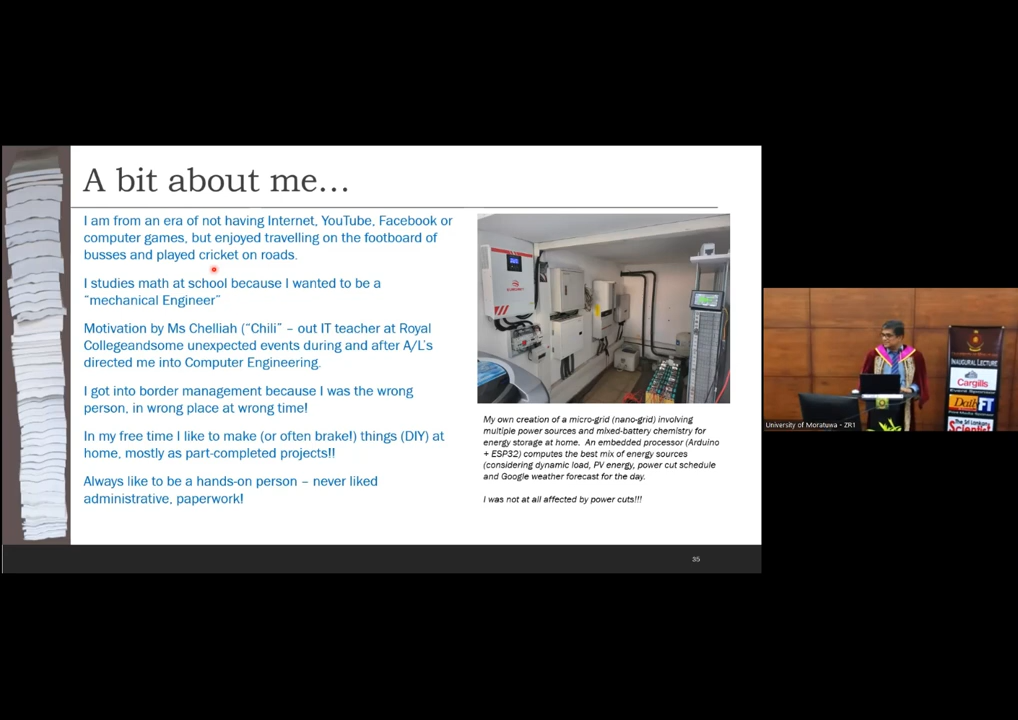 A bit about me…
I am from an era of not having Internet, YouTube, Facebook or
computer games, but enjoyed travelling on the footboard of
busses and played cricket on roads.
I studies math at school because I wanted to be a
“mechanical Engineer”
Motivation by Ms Chelliah (“Chili” – out IT teacher at Royal
Collegeandsome unexpected events during and after A/L’s
directed me into Computer Engineering.
I got into border management because I was the wrong
person, in wrong place at wrong time!
In my free time I like to make (or often brake!) things (DIY) at
home, mostly as part-completed projects!!
Always like to be a hands-on person – never liked
administrative, paperwork!
My own creation of a micro-grid (nano-grid) involving
multiple power sources and mixed-battery chemistry for
energy storage at home.  An embedded processor (Arduino
+ ESP32) computes the best mix of energy sources
(considering dynamic load, PV energy, power cut schedule
and Google weather forecast for the day.
I was not at all affected by power cuts!!!
35
INAUGURAL LECTURE
Cargills
Daily FT
University of Moratuwa - ZR1